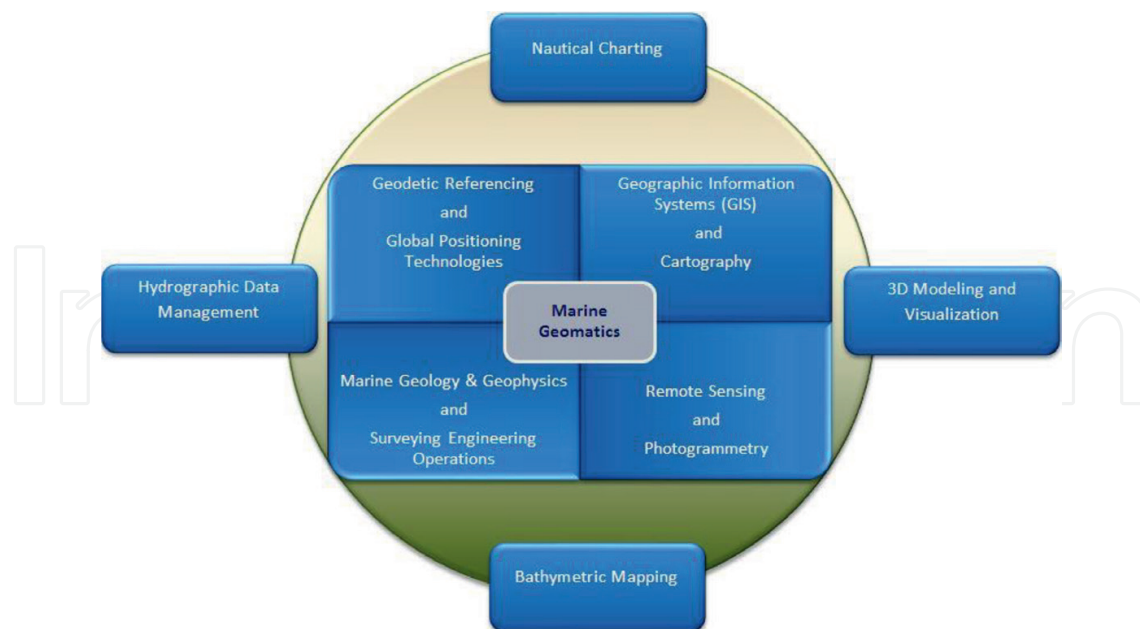 Nautical Charting
Geodetic Referencing
and
Global Positioning
Technologies
Geographic Information
Systems (GIS)
and
Cartography
Hydrographic Data
Management
Marine
Geomatics
3D Modeling and
Visualization
Marine Geology & Geophysics
and
Surveying Engineering
Operations
Remote Sensing
and
Photogrammetry
Bathymetric Mapping